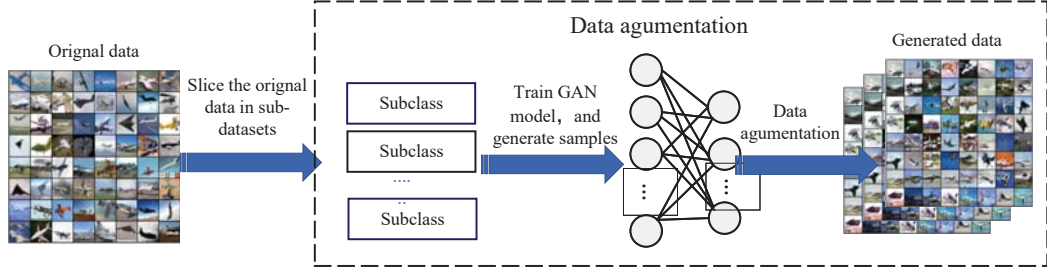 Data agumentation
Orignal data
Slice the orignal
data in sub-
datasets
Subclass
Subclass
....
..
Subclass
Train GAN
model, and
generate samples
...
...
Data
agumentation
Generated data